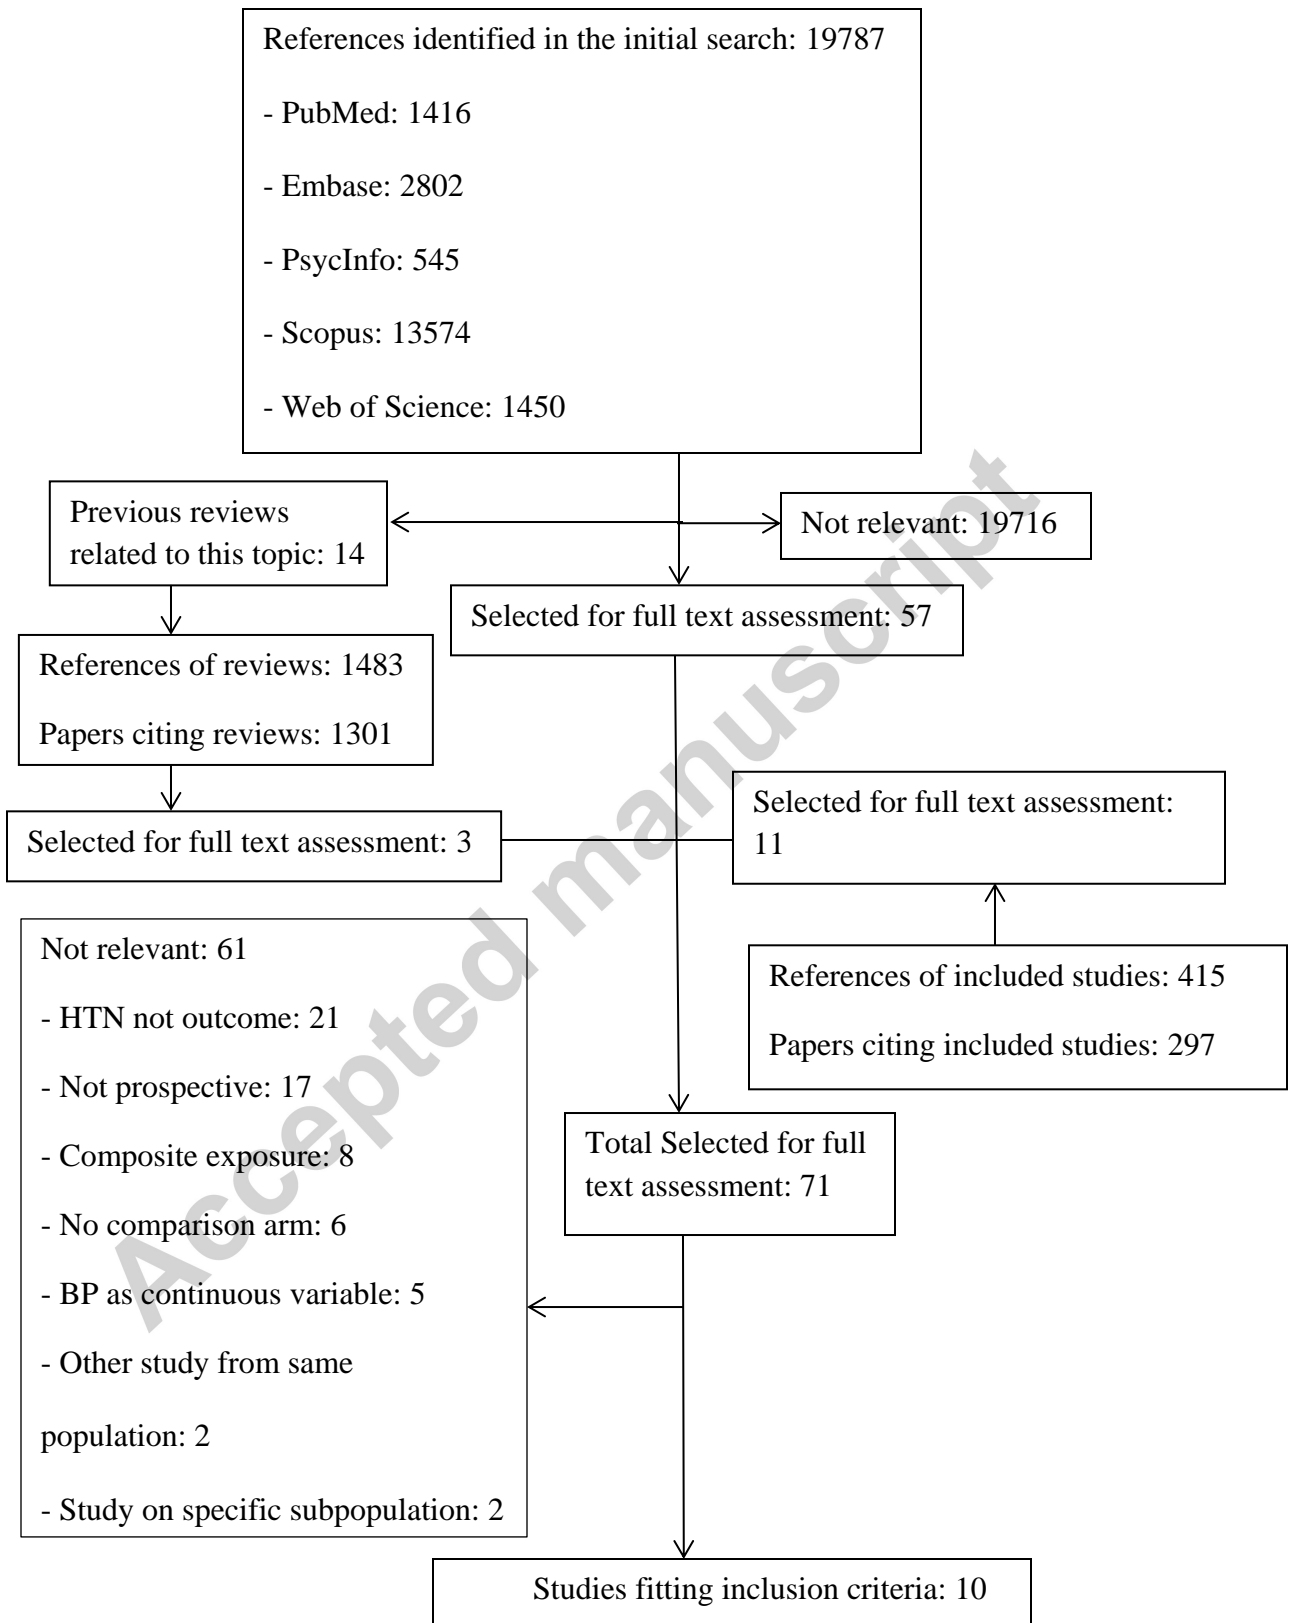 References identified in the initial search: 19787
- PubMed: 1416
- Embase: 2802
- PsycInfo: 545
- Scopus: 13574
- Web of Science: 1450
Previous reviews
related to this topic: 14
Not relevant: 19716
Selected for full text assessment: 57
References of reviews: 1483
Papers citing reviews: 1301
Selected for full text assessment:
11
Selected for full text assessment: 3
Not relevant: 61
- HTN not outcome: 21
- Not prospective: 17
- Composite exposure: 8
- No comparison arm: 6
- BP as continuous variable: 5
- Other study from same
population: 2
- Study on specific subpopulation: 2
References of included studies: 415
Papers citing included studies: 297
Total Selected for full
text assessment: 71
Studies fitting inclusion criteria: 10
Accepted manuscript